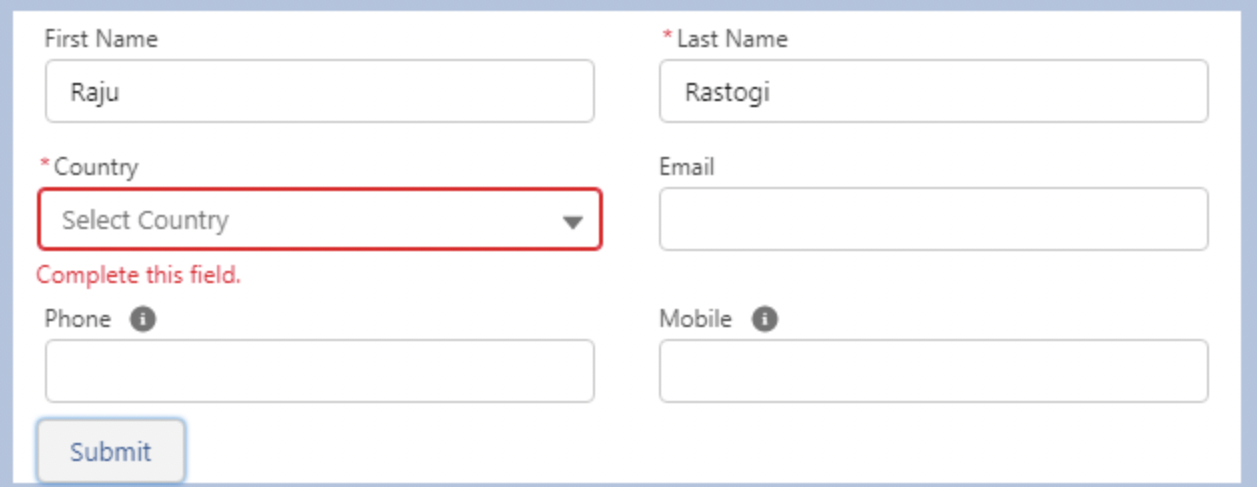 First Name
* Last Name
Raju
Rastogi
* Country
Email
Select Country
Complete this field.
Phone
Mobile
Submit